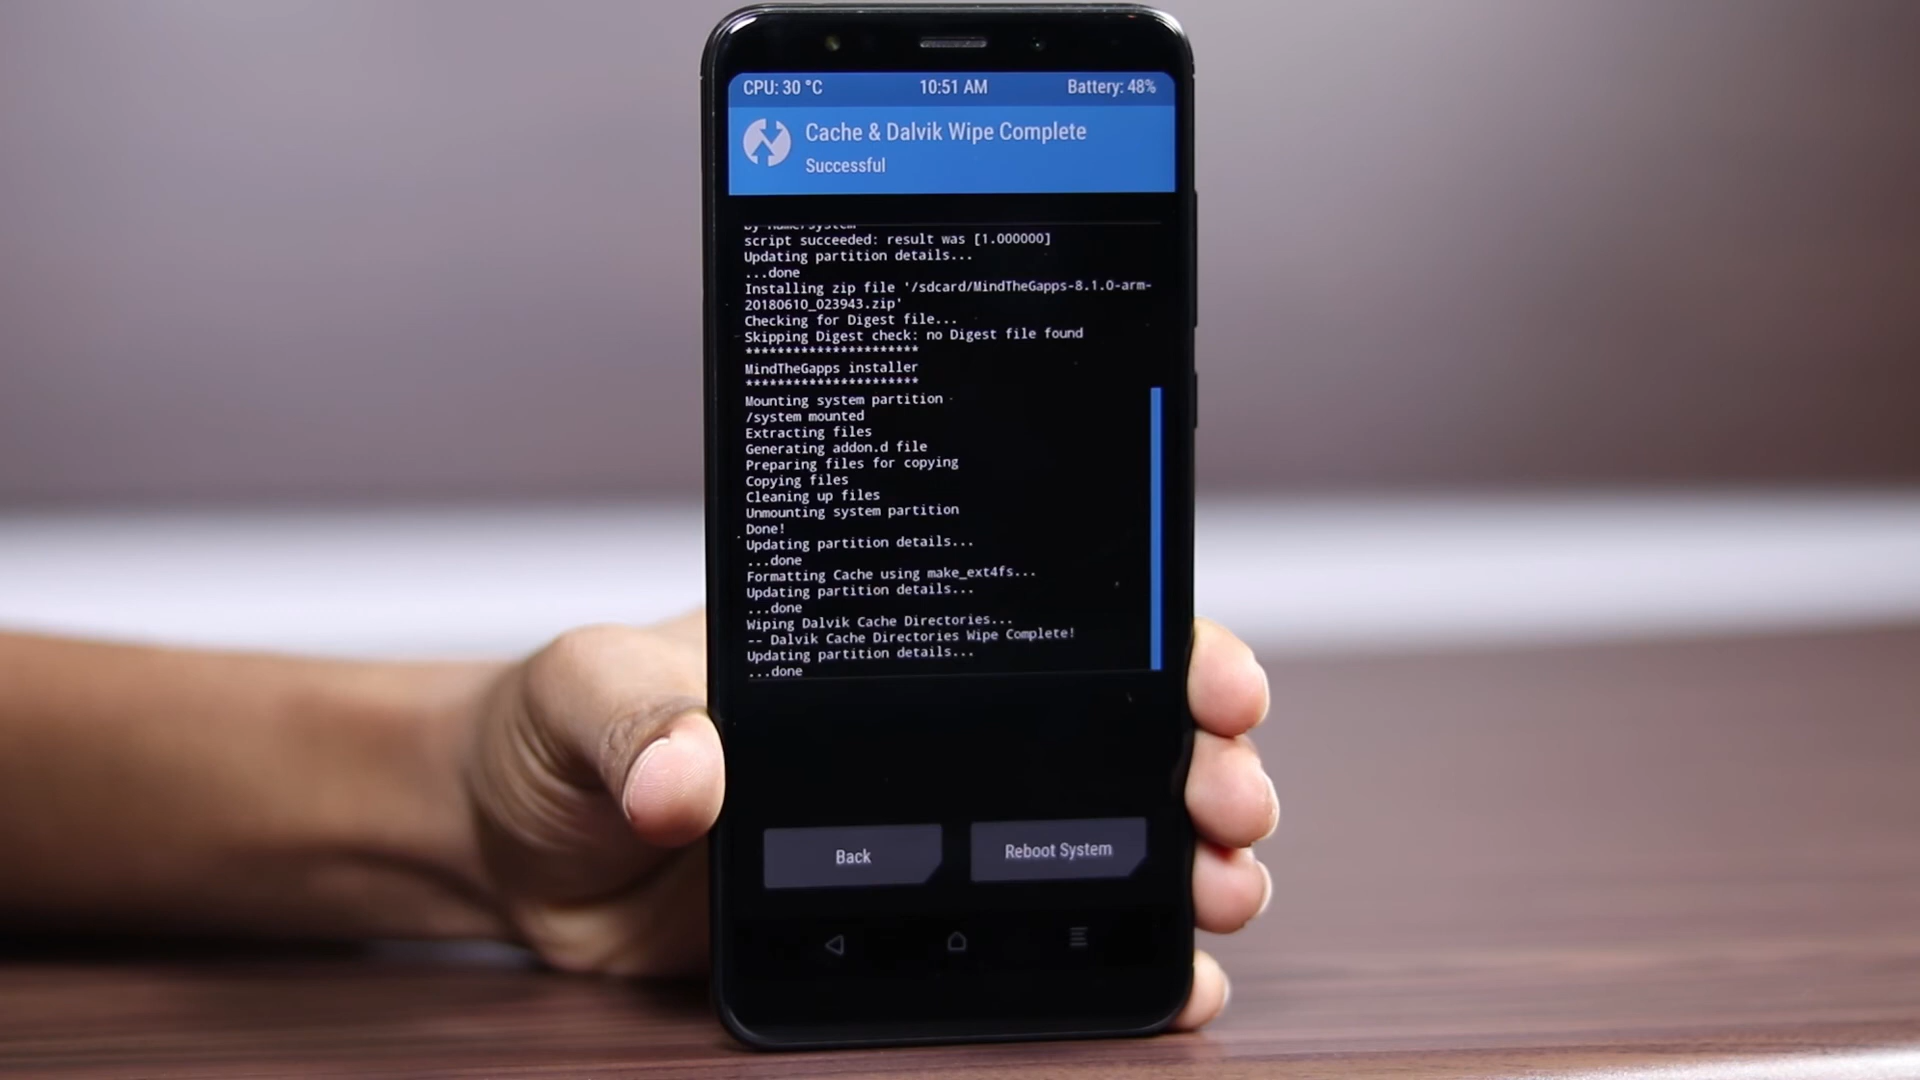 CPU: 30 °C 10:51 AM Battery: 48%
Cache & Dalvik Wipe Complete
Successful
script succeeded: result was [1.000000]
Updating partition details...
...done
Installing zip file '/sdcard/MindTheGapps-8.1.0-arm-
20180610_023943.zip'
Checking for Digest file...
Skipping Digest check: no Digest file found
**********************
MindTheGapps installer
**********************
Mounting system partition
/system mounted
Extracting files
Generating addon.d file
Preparing files for copying
Copying files
Cleaning up files
Unmounting system partition
Done!
Updating partition details...
...done
Formatting Cache using make_ext4fs...
Updating partition details...
...done
Wiping Dalvik Cache Directories...
-- Dalvik Cache Directories Wipe Complete!
Updating partition details...
...done
Back Reboot System